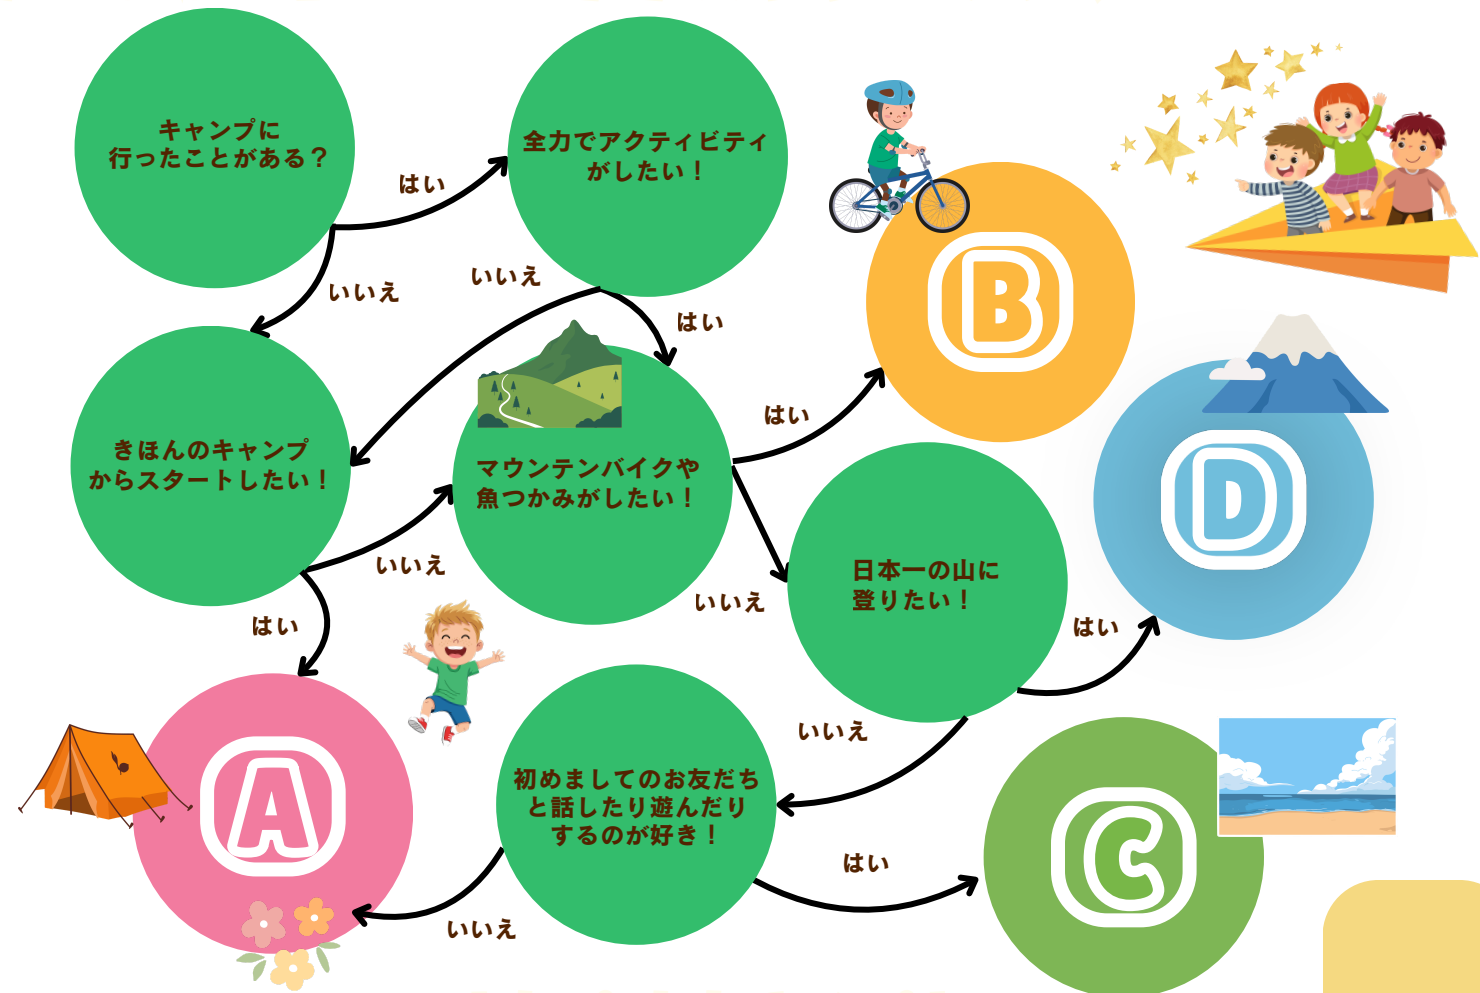 キャンプに
行ったことがある？
はい
いいえ
全力でアクティビティ
がしたい！
いいえ
はい
きほんのキャンプ
からスタートしたい！
いいえ
はい
マウンテンバイクや
魚つかみがしたい！
はい
いいえ
B
日本一の山に
登りたい！
はい
いいえ
D
初めましてのお友だち
と話したり遊んだり
するのが好き！
はい
いいえ
A
C